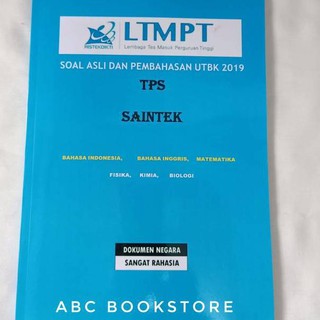 LTMPT
Lembaga Tes Masuk Perguruan Tinggi
RISTEKDIKTI
SOAL ASLI DAN PEMBAHASAN UTBK 2019
TPS
SAINTEK
BAHASA INDONESIA, BAHASA INGGRIS, MATEMATIKA
FISIKA, KIMIA, BIOLOGI
DOKUMEN NEGARA
SANGAT RAHASIA
ABC BOOKSTORE